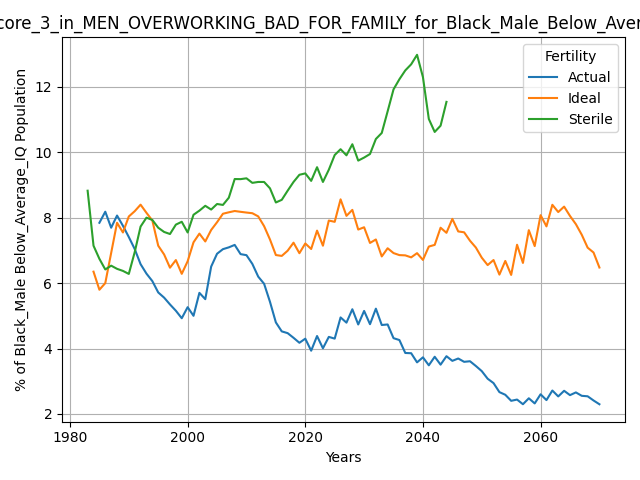 core_3_in_MEN_OVERWORKING_BAD_FOR_FAMILY_for_Black_Male_Below_Aver
% of Black_Male Below_Average_IQ Population
12
10
8
6
4
2
1980
2000
2020
2040
2060
Years
Fertility
Actual
Ideal
Sterile